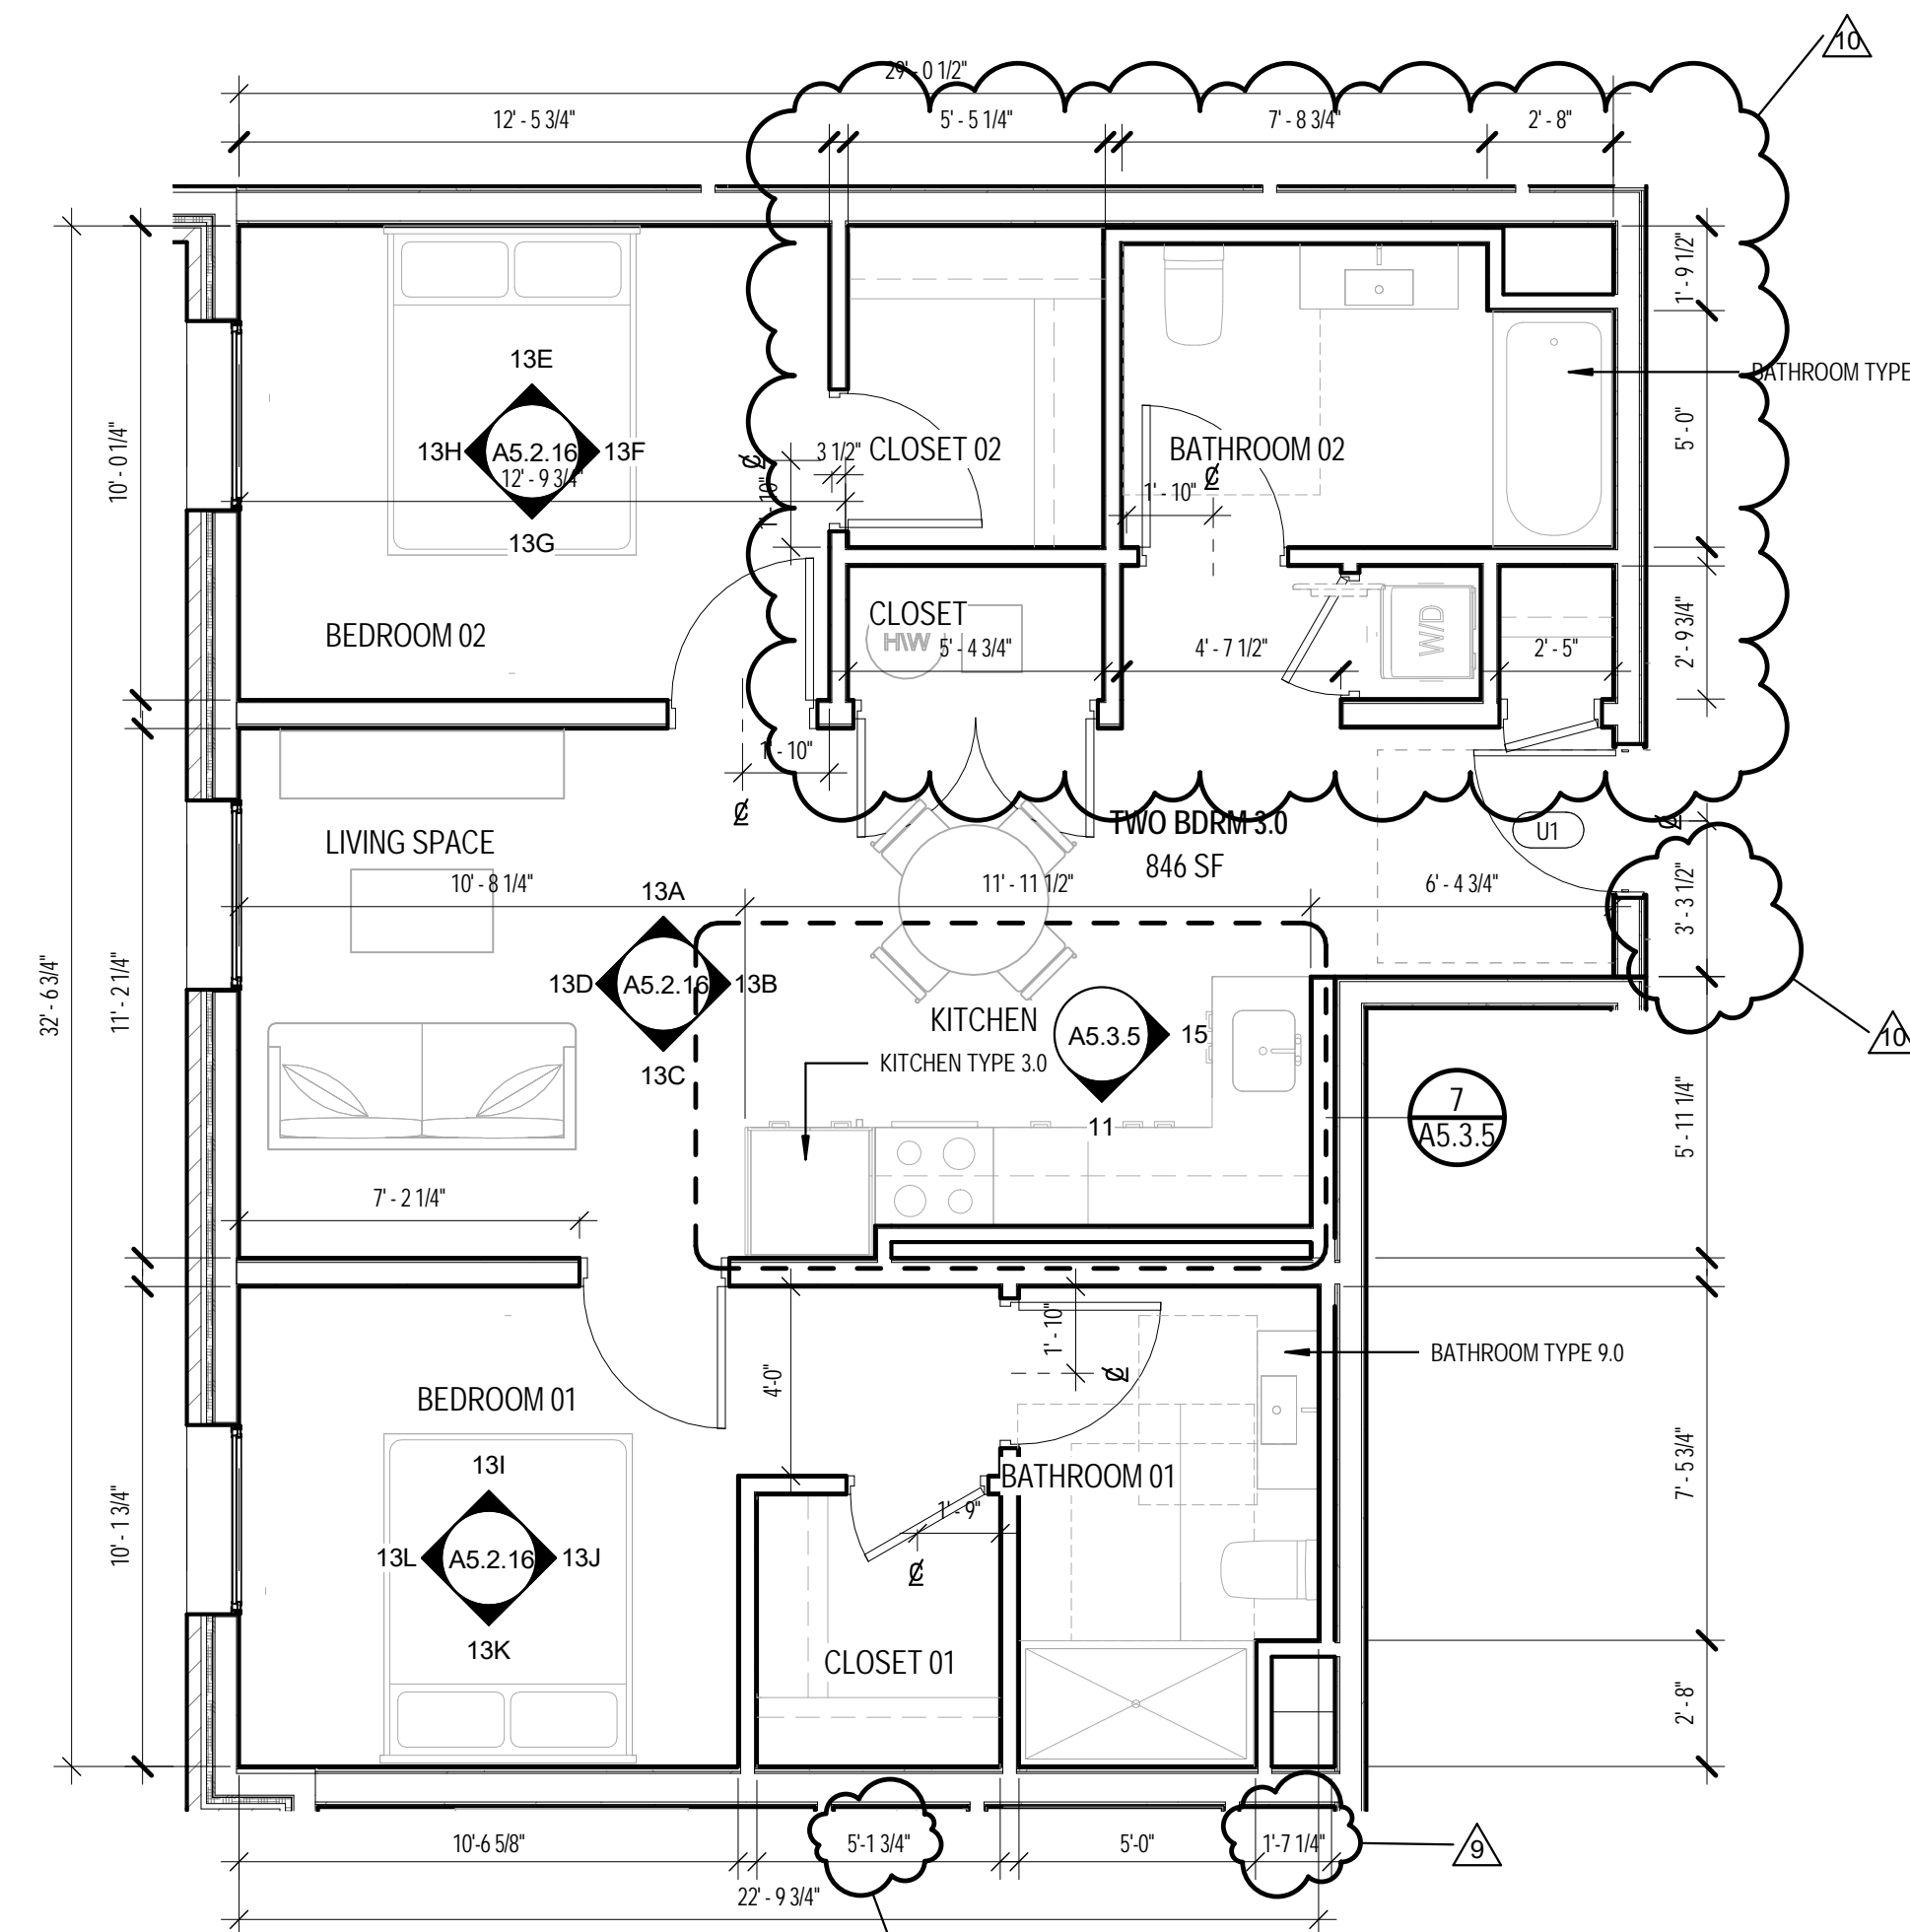 10
29' - 0 1/2"
12' - 5 3/4"
5' - 5 1/4"
7' - 8 3/4"
2' - 8"
1' - 9 1/2"
13E
BATHROOM TYPE
10' - 0 1/4"
13H
A5.2.16
13F
12' - 9 3/4"
3 1/2"
CLOSET 02
BATHROOM 02
5' - 0"
1' - 10"
1' - 10"
13G
CLOSET
HW
BEDROOM 02
5' - 4 3/4"
4' - 7 1/2"
W/D
2' - 5"
2' - 9 3/4"
1' - 10"
TWO BDRM 3.0
U1
LIVING SPACE
846 SF
10' - 8 1/4"
13A
11' - 11 1/2"
6' - 4 3/4"
3' - 3 1/2"
32' - 6 3/4"
11' - 2 1/4"
13D
A5.2.16
13B
KITCHEN
A5.3.5
15
10
KITCHEN TYPE 3.0
13C
11
7
A5.3.5
5' - 11 1/4"
7' - 2 1/4"
1' - 10"
BATHROOM TYPE 9.0
4'-0"
BEDROOM 01
13I
BATHROOM 01
7' - 5 3/4"
10' - 1 3/4"
1' - 9"
13L
A5.2.16
13J
13K
CLOSET 01
2' - 8"
10'-6 5/8"
5'-1 3/4"
5'-0"
1'-7 1/4"
9
22' - 9 3/4"